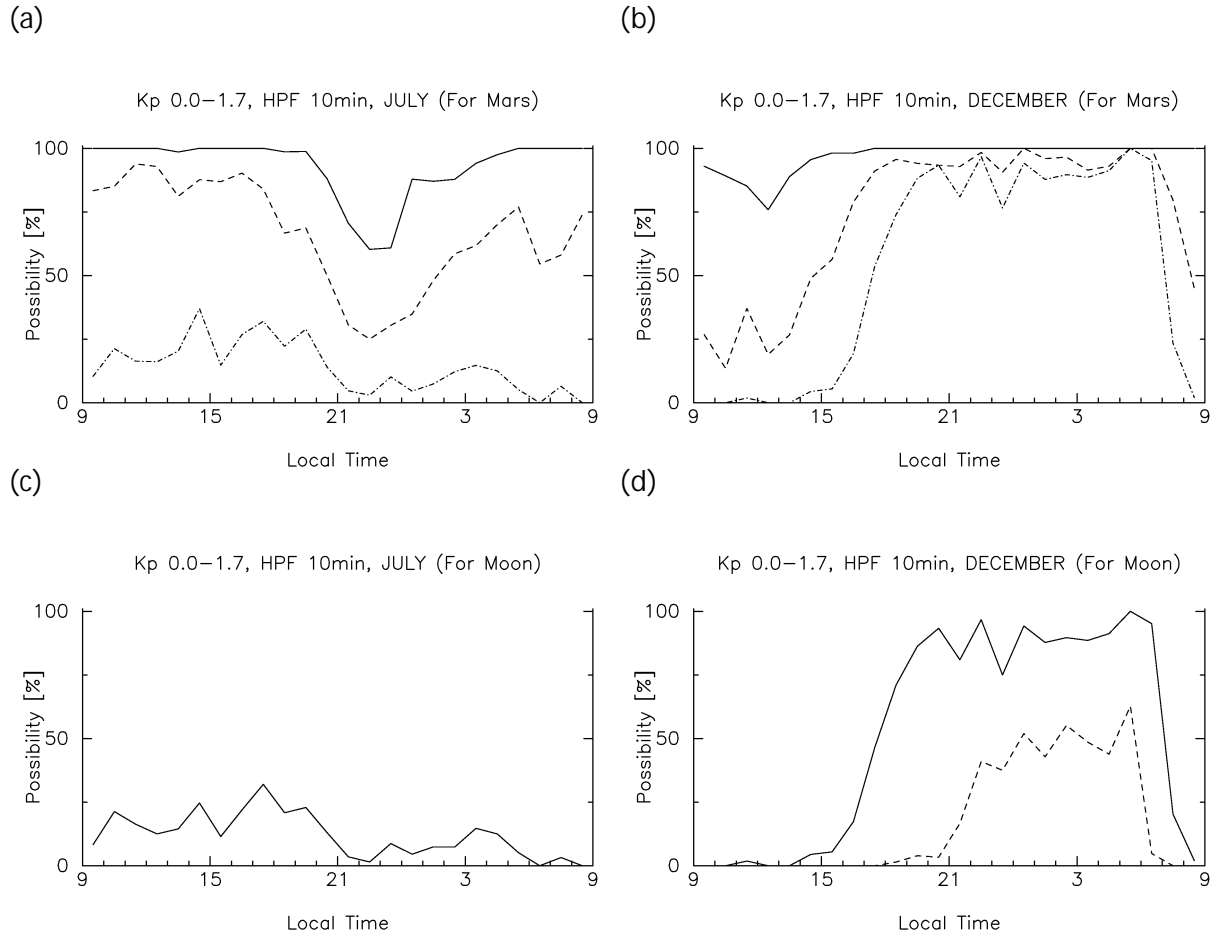 (a)
Kp 0.0−1.7, HPF 10min, JULY (For Mars)
100
50
0
Possibility [%]
9 15 21 3 9
Local Time
(b)
Kp 0.0−1.7, HPF 10min, DECEMBER (For Mars)
100
50
0
Possibility [%]
9 15 21 3 9
Local Time
(c)
Kp 0.0−1.7, HPF 10min, JULY (For Moon)
100
50
0
Possibility [%]
9 15 21 3 9
Local Time
(d)
Kp 0.0−1.7, HPF 10min, DECEMBER (For Moon)
100
50
0
Possibility [%]
9 15 21 3 9
Local Time